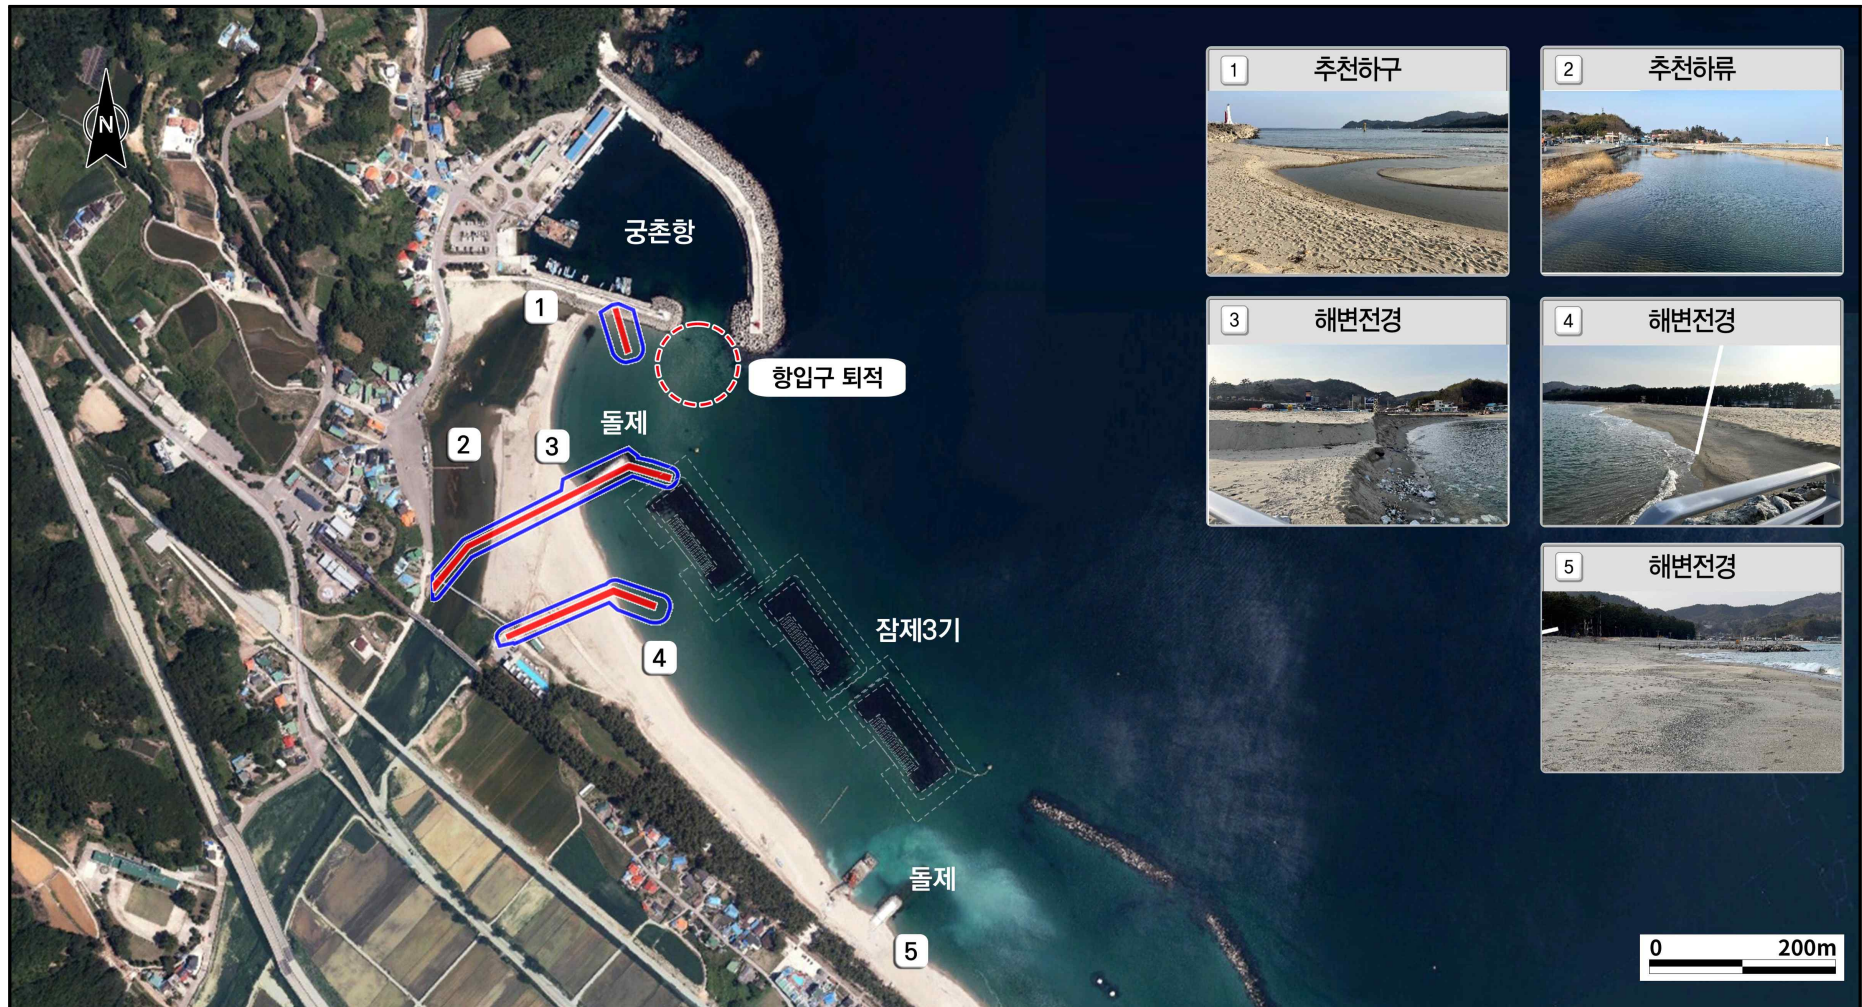 N
궁촌항
1
항입구 퇴적
돌제
2
3
4
잠제3기
돌제
5
1 추천하구
2 추천하류
3 해변전경
4 해변전경
5 해변전경
0 200m